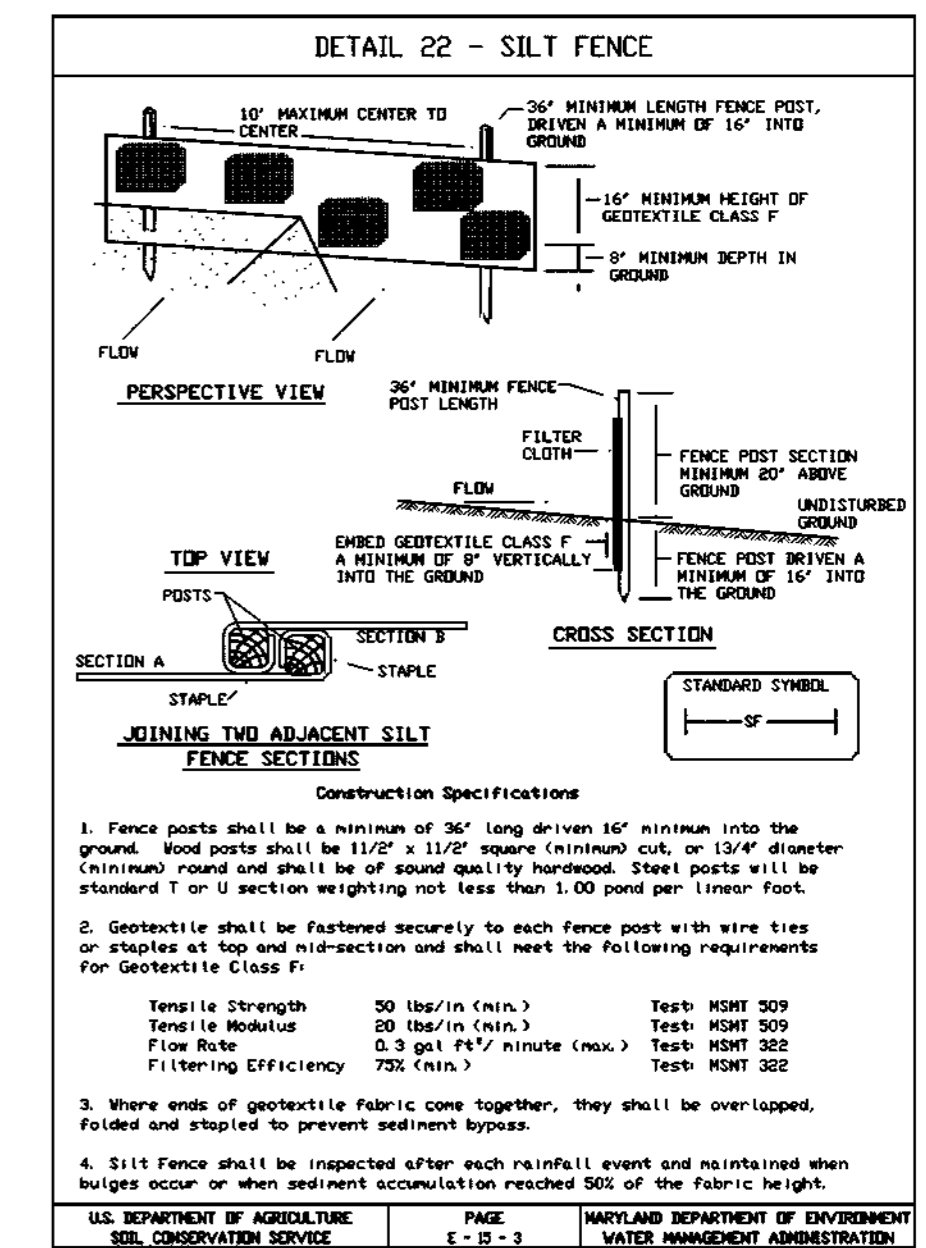 DETAIL 22 - SILT FENCE
10' MAXIMUM CENTER TO
CENTER
36" MINIMUM LENGTH FENCE POST,
DRIVEN A MINIMUM OF 16" INTO
GROUND
16" MINIMUM HEIGHT OF
GEOTEXTILE CLASS F
8" MINIMUM DEPTH IN
GROUND
FLOW
FLOW
PERSPECTIVE VIEW
36" MINIMUM FENCE
POST LENGTH
FILTER
CLOTH
FENCE POST SECTION
MINIMUM 20" ABOVE
GROUND
FLOW
UNDISTURBED
GROUND
EMBED GEOTEXTILE CLASS F
A MINIMUM OF 8" VERTICALLY
INTO THE GROUND
FENCE POST DRIVEN A
MINIMUM OF 16" INTO
THE GROUND
CROSS SECTION
TOP VIEW
POSTS
SECTION B
SECTION A
STAPLE
STAPLE
JOINING TWO ADJACENT SILT
FENCE SECTIONS
STANDARD SYMBOL
SF
Construction Specifications
1. Fence posts shall be a minimum of 36" long driven 16" minimum into the
ground. Wood posts shall be 11/2" x 11/2" square (minimum) cut, or 13/4" diameter
(minimum) round and shall be of sound quality hardwood. Steel posts will be
standard T or U section weighting not less than 1.00 pond per linear foot.
2. Geotextile shall be fastened securely to each fence post with wire ties
or staples at top and mid-section and shall meet the following requirements
for Geotextile Class F:
Tensile Strength 50 lbs/in (min.) Test: MSMT 509
Tensile Modulus 20 lbs/in (min.) Test: MSMT 509
Flow Rate 0.3 gal ft²/ minute (max.) Test: MSMT 322
Filtering Efficiency 75% (min.) Test: MSMT 322
3. Where ends of geotextile fabric come together, they shall be overlapped,
folded and stapled to prevent sediment bypass.
4. Silt Fence shall be inspected after each rainfall event and maintained when
bulges occur or when sediment accumulation reached 50% of the fabric height.
U.S. DEPARTMENT OF AGRICULTURE
SOIL CONSERVATION SERVICE
PAGE
E - 15 - 3
MARYLAND DEPARTMENT OF ENVIRONMENT
WATER MANAGEMENT ADMINISTRATION